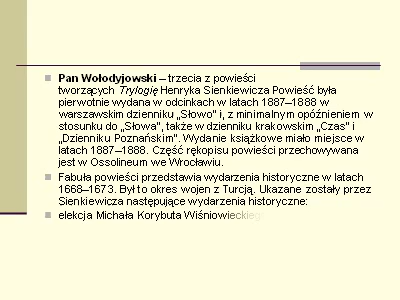 Pan Wołodyjowski – trzecia z powieści
tworzących Trylogię Henryka Sienkiewicza Powieść była
pierwotnie wydana w odcinkach w latach 1887–1888 w
warszawskim dzienniku „Słowo” i, z minimalnym opóźnieniem w
stosunku do „Słowa”, także w dzienniku krakowskim „Czas” i
„Dzienniku Poznańskim”. Wydanie książkowe miało miejsce w
latach 1887–1888. Część rękopisu powieści przechowywana
jest w Ossolineum we Wrocławiu.
Fabuła powieści przedstawia wydarzenia historyczne w latach
1668–1673. Był to okres wojen z Turcją. Ukazane zostały przez
Sienkiewicza następujące wydarzenia historyczne:
elekcja Michała Korybuta Wiśniowieckiego